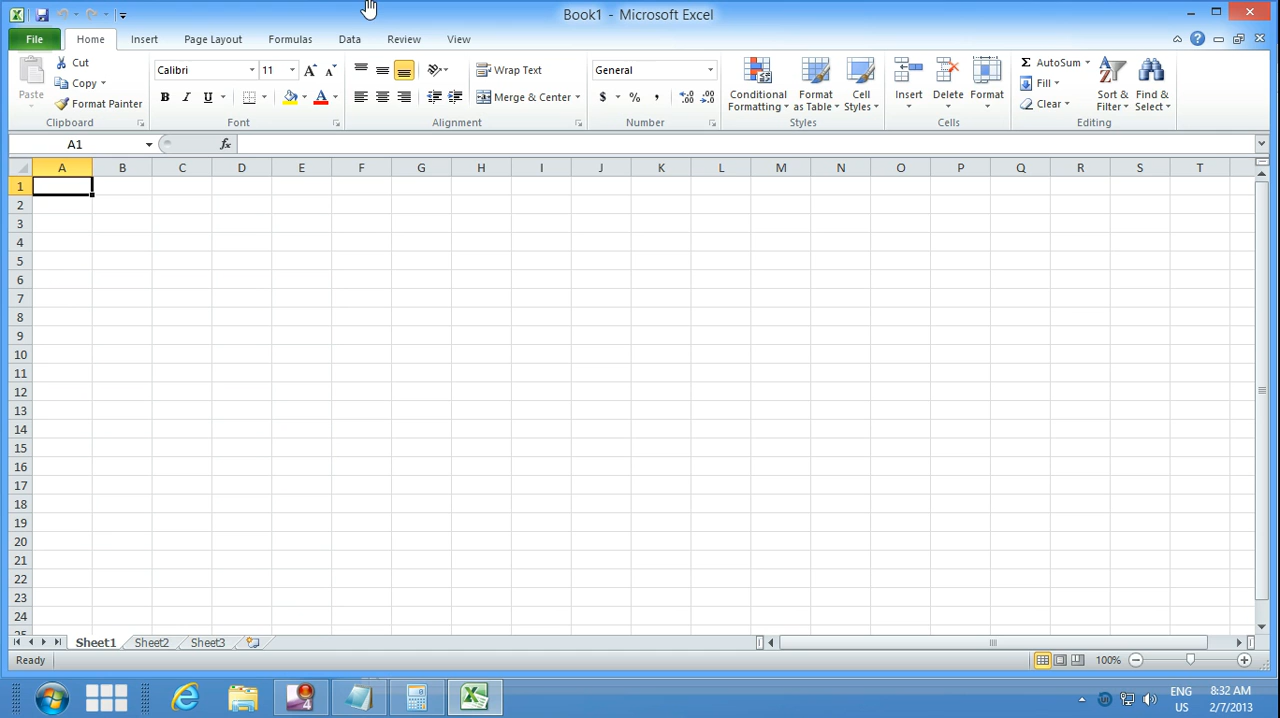 Book1 - Microsoft Excel
File Home Insert Page Layout Formulas Data Review View
Paste
Cut
Copy
Format Painter
Clipboard
Calibri 11
B I U A
Font
Wrap Text
Merge & Center
Alignment
General
$ % ,
Number
Conditional
Formatting
Format
as Table
Cell
Styles
Styles
Insert Delete Format
Cells
Σ AutoSum
Fill
Clear
Sort &
Filter
Find &
Select
Editing
A1 fx
A B C D E F G H I J K L M N O P Q R S T
1
2
3
4
5
6
7
8
9
10
11
12
13
14
15
16
17
18
19
20
21
22
23
24
25
Sheet1 Sheet2 Sheet3
Ready 100%
4
ENG 8:32 AM
US 2/7/2013